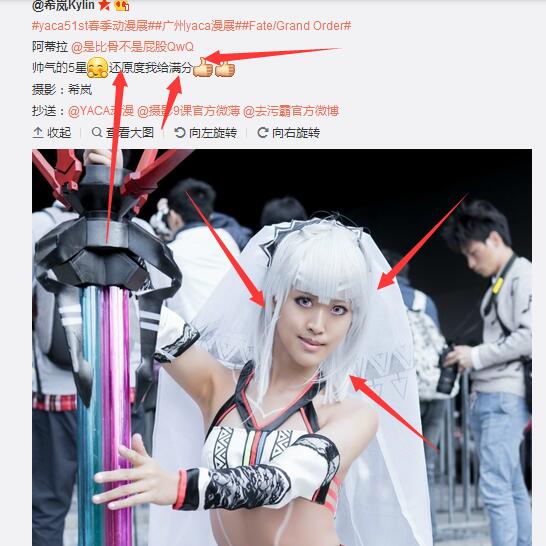 @希岚Kylin
#yaca51st春季动漫展##广州yaca漫展##Fate/Grand Order#
阿蒂拉 @是比骨不是屁股QwQ
帅气的5星 还原度我给满分
摄影：希岚
抄送：@YACA动漫 @摄影9课官方微薄 @去污霸官方微博
收起 查看大图 向左旋转 向右旋转